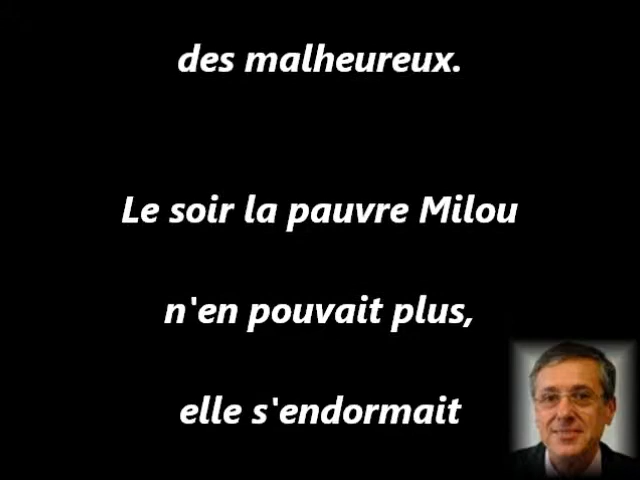 des malheureux.
Le soir la pauvre Milou
n'en pouvait plus,
elle s'endormait